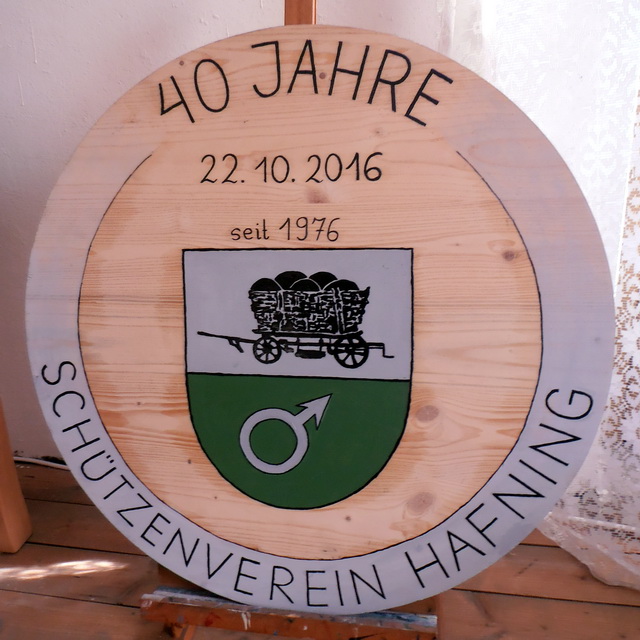 40 JAHRE
22. 10. 2016
seit 1976
SCHÜTZENVEREIN HAFNING